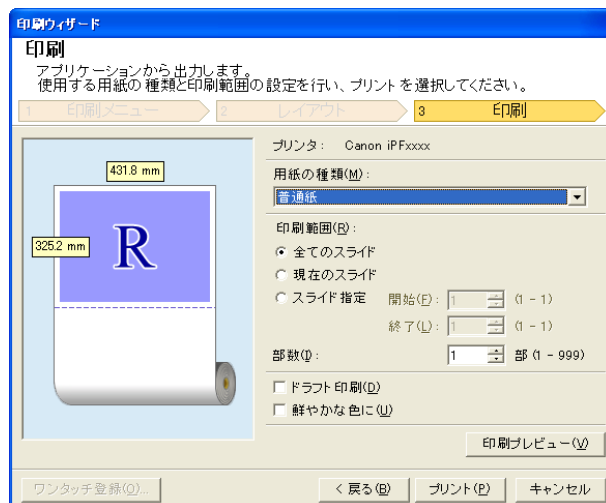 印刷ウィザード
印刷
アプリケーションから出力します。
使用する用紙の種類と印刷範囲の設定を行い、プリントを選択してください。
1 印刷メニュー 2 レイアウト 3 印刷
プリンタ: Canon iPFxxxx
431.8 mm
用紙の種類(M):
普通紙
R
325.2 mm
印刷範囲(R):
全てのスライド
現在のスライド
スライド指定 開始(F): 1 (1 - 1)
終了(L): 1 (1 - 1)
部数(I): 1 部 (1 - 999)
ドラフト印刷(D)
鮮やかな色に(U)
印刷プレビュー(V)
ワンタッチ登録(O)... < 戻る(B) プリント(P) キャンセル